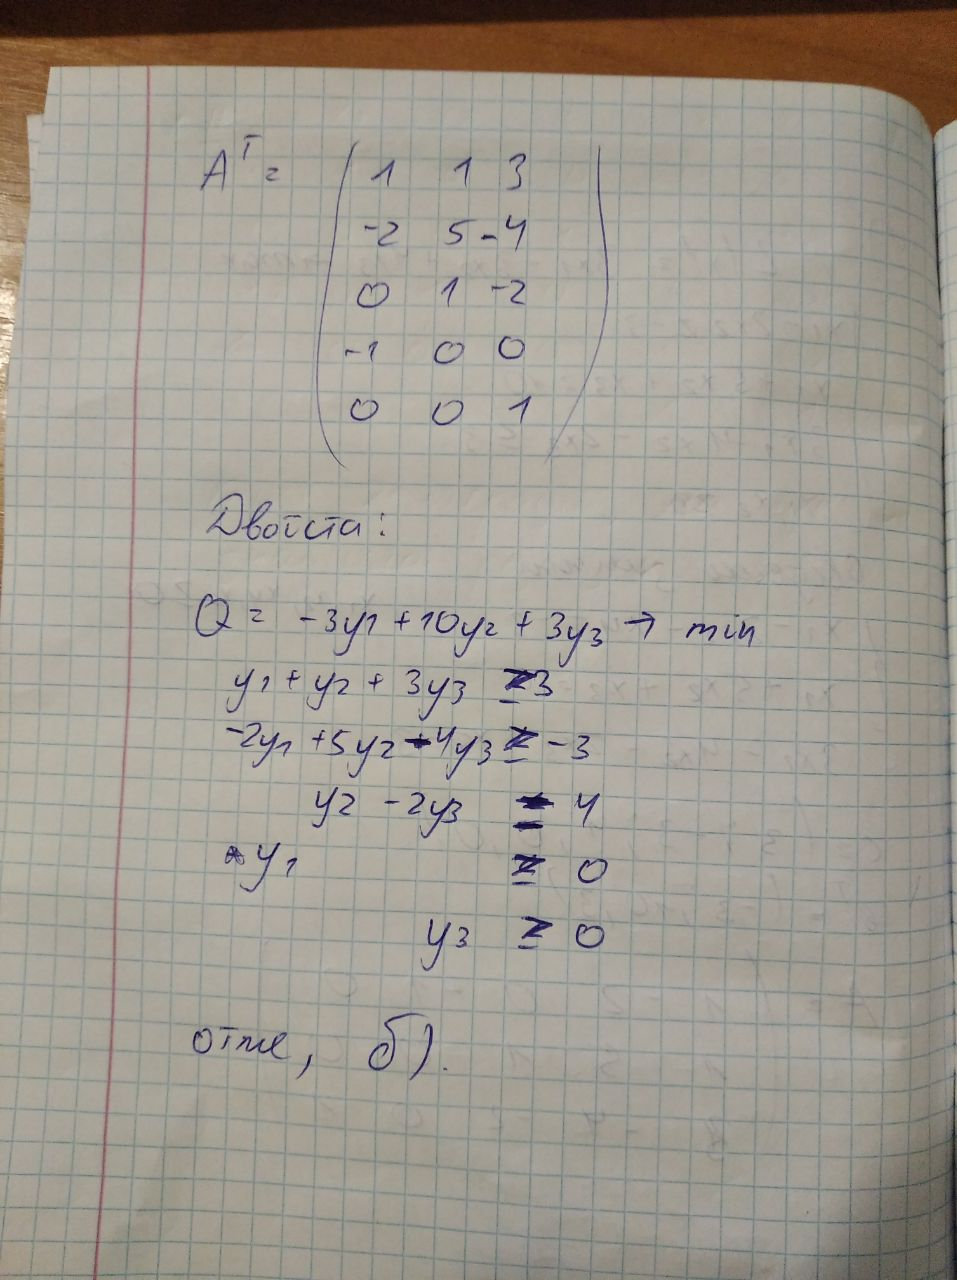 Aᵀ =
1 1 3
-2 5 -4
0 1 -2
-1 0 0
0 0 1
Двоїста:
Q = -3y₁ + 10y₂ + 3y₃ → min
y₁ + y₂ + 3y₃ ≥ 3
-2y₁ + 5y₂ - 4y₃ ≥ -3
y₂ - 2y₃ = 4
-y₁ ≥ 0
y₃ ≥ 0
отже, б).